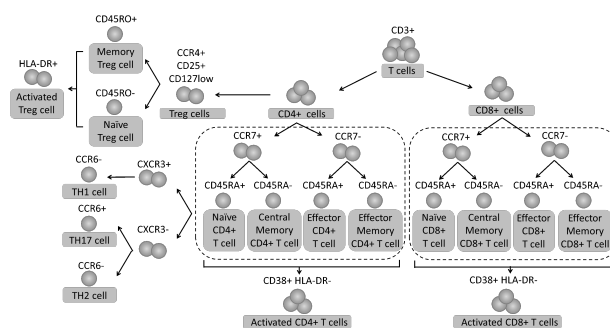 CD3+
T cells
CD4+ cells
CD8+ cells
CCR4+
CD25+
CD127low
Treg cells
CD45RO+
Memory
Treg cell
CD45RO-
Naïve
Treg cell
HLA-DR+
Activated
Treg cell
CCR6-
TH1 cell
CXCR3+
CCR6+
TH17 cell
CXCR3-
CCR6-
TH2 cell
CCR7+
CCR7-
CD45RA+
CD45RA-
CD45RA+
CD45RA-
Naïve
CD4+
T cell
Central
Memory
CD4+ T cell
Effector
CD4+
T cell
Effector
Memory
CD4+ T cell
CD38+ HLA-DR-
Activated CD4+ T cells
CCR7+
CCR7-
CD45RA+
CD45RA-
CD45RA+
CD45RA-
Naïve
CD8+
T cell
Central
Memory
CD8+ T cell
Effector
CD8+
T cell
Effector
Memory
CD8+ T cell
CD38+ HLA-DR-
Activated CD8+ T cells